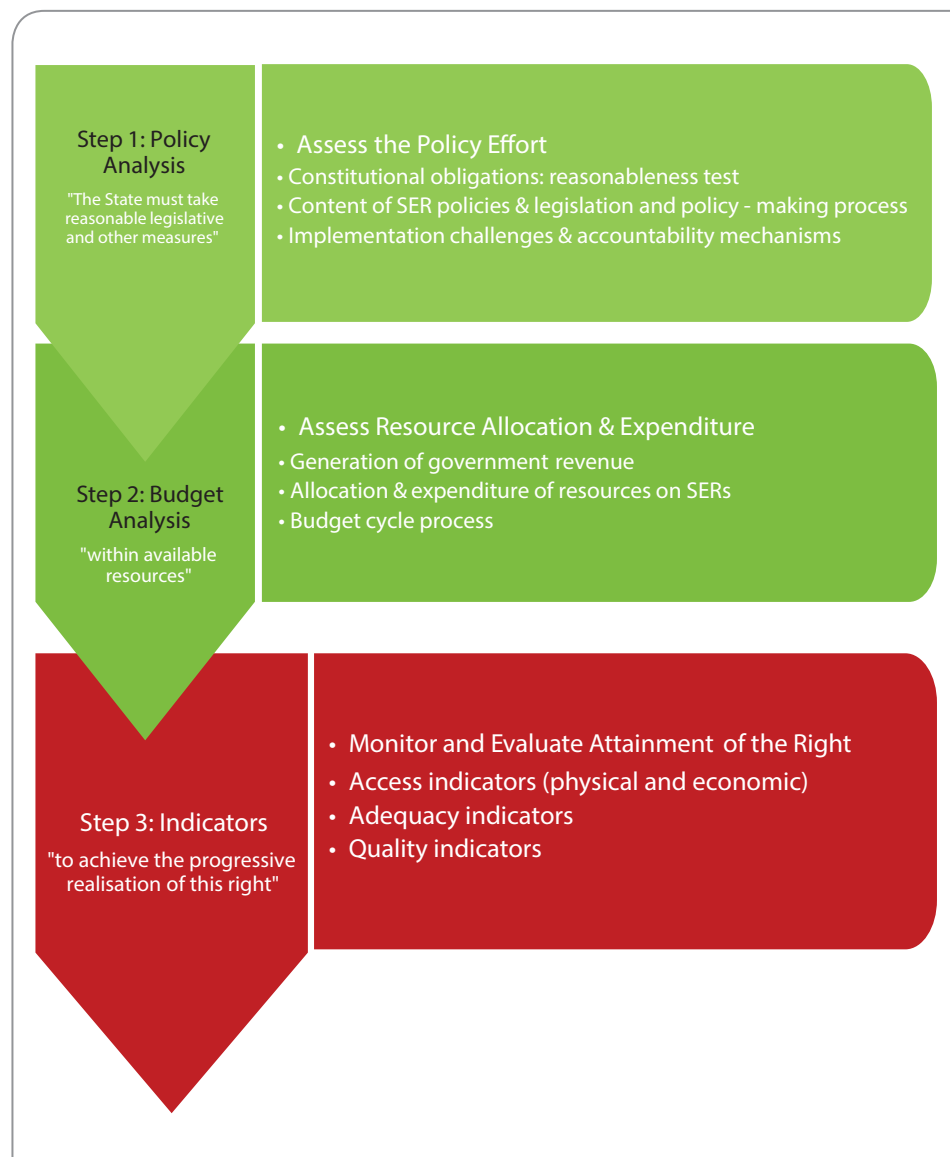 Step 1: Policy
Analysis
"The State must take
reasonable legislative
and other measures"
• Assess the Policy Effort
• Constitutional obligations: reasonableness test
• Content of SER policies & legislation and policy - making process
• Implementation challenges & accountability mechanisms
Step 2: Budget
Analysis
"within available
resources"
• Assess Resource Allocation & Expenditure
• Generation of government revenue
• Allocation & expenditure of resources on SERs
• Budget cycle process
Step 3: Indicators
"to achieve the progressive
realisation of this right"
• Monitor and Evaluate Attainment of the Right
• Access indicators (physical and economic)
• Adequacy indicators
• Quality indicators